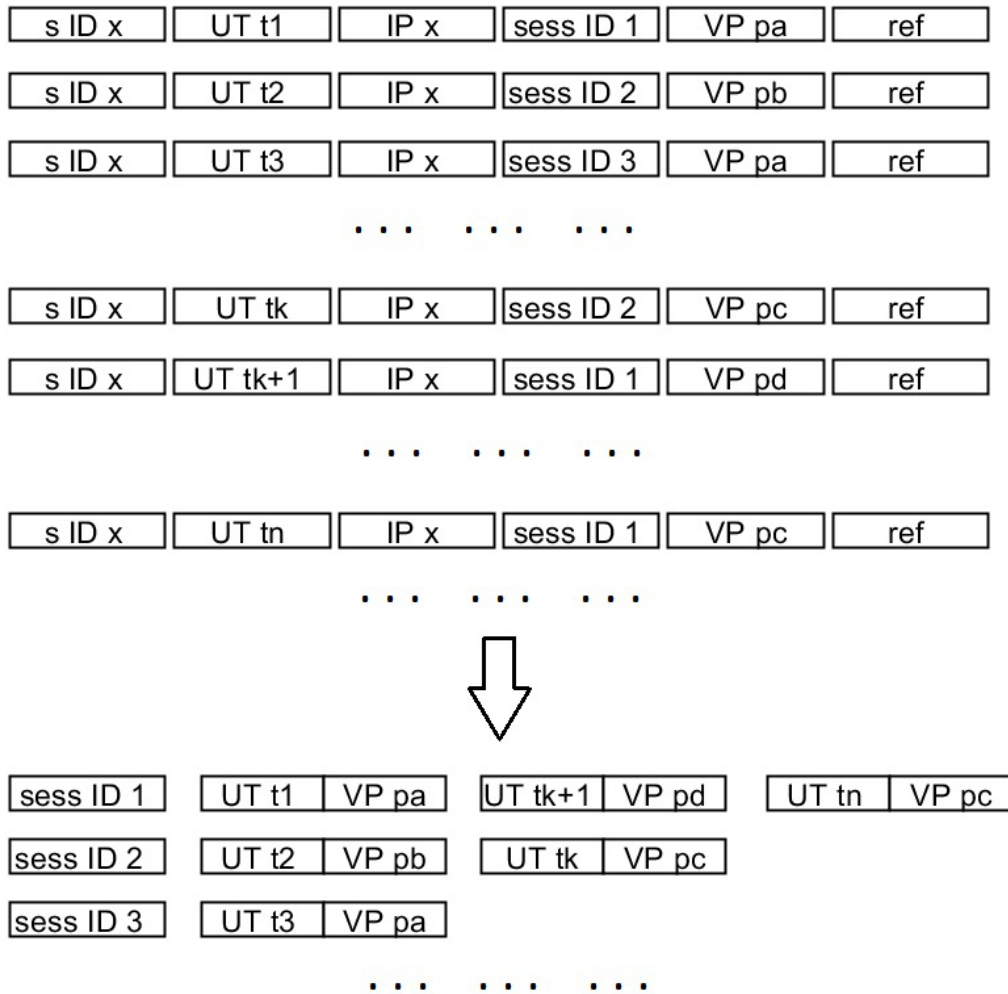 s ID x UT t1 IP x sess ID 1 VP pa ref
s ID x UT t2 IP x sess ID 2 VP pb ref
s ID x UT t3 IP x sess ID 3 VP pa ref
... ... ...
s ID x UT tk IP x sess ID 2 VP pc ref
s ID x UT tk+1 IP x sess ID 1 VP pd ref
... ... ...
s ID x UT tn IP x sess ID 1 VP pc ref
... ... ...
sess ID 1 UT t1 VP pa UT tk+1 VP pd UT tn VP pc
sess ID 2 UT t2 VP pb UT tk VP pc
sess ID 3 UT t3 VP pa
... ... ...